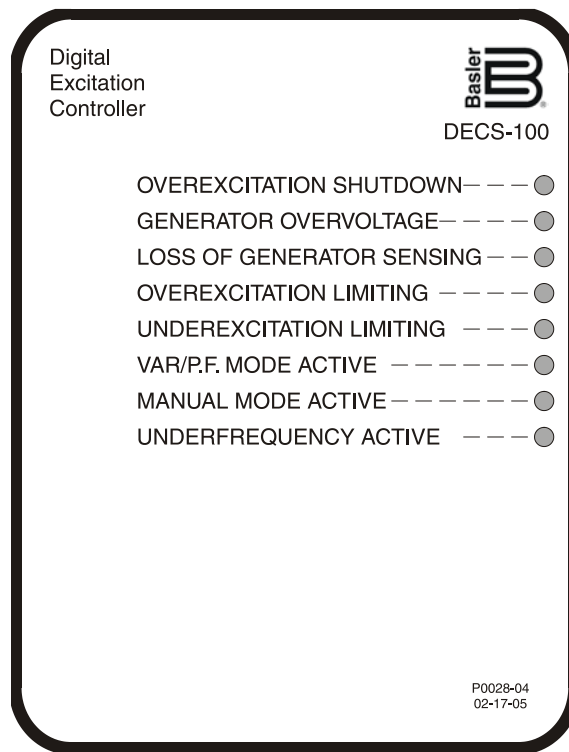 Digital
Excitation
Controller
Basler
DECS-100
OVEREXCITATION SHUTDOWN
GENERATOR OVERVOLTAGE
LOSS OF GENERATOR SENSING
OVEREXCITATION LIMITING
UNDEREXCITATION LIMITING
VAR/P.F. MODE ACTIVE
MANUAL MODE ACTIVE
UNDERFREQUENCY ACTIVE
P0028-04
02-17-05